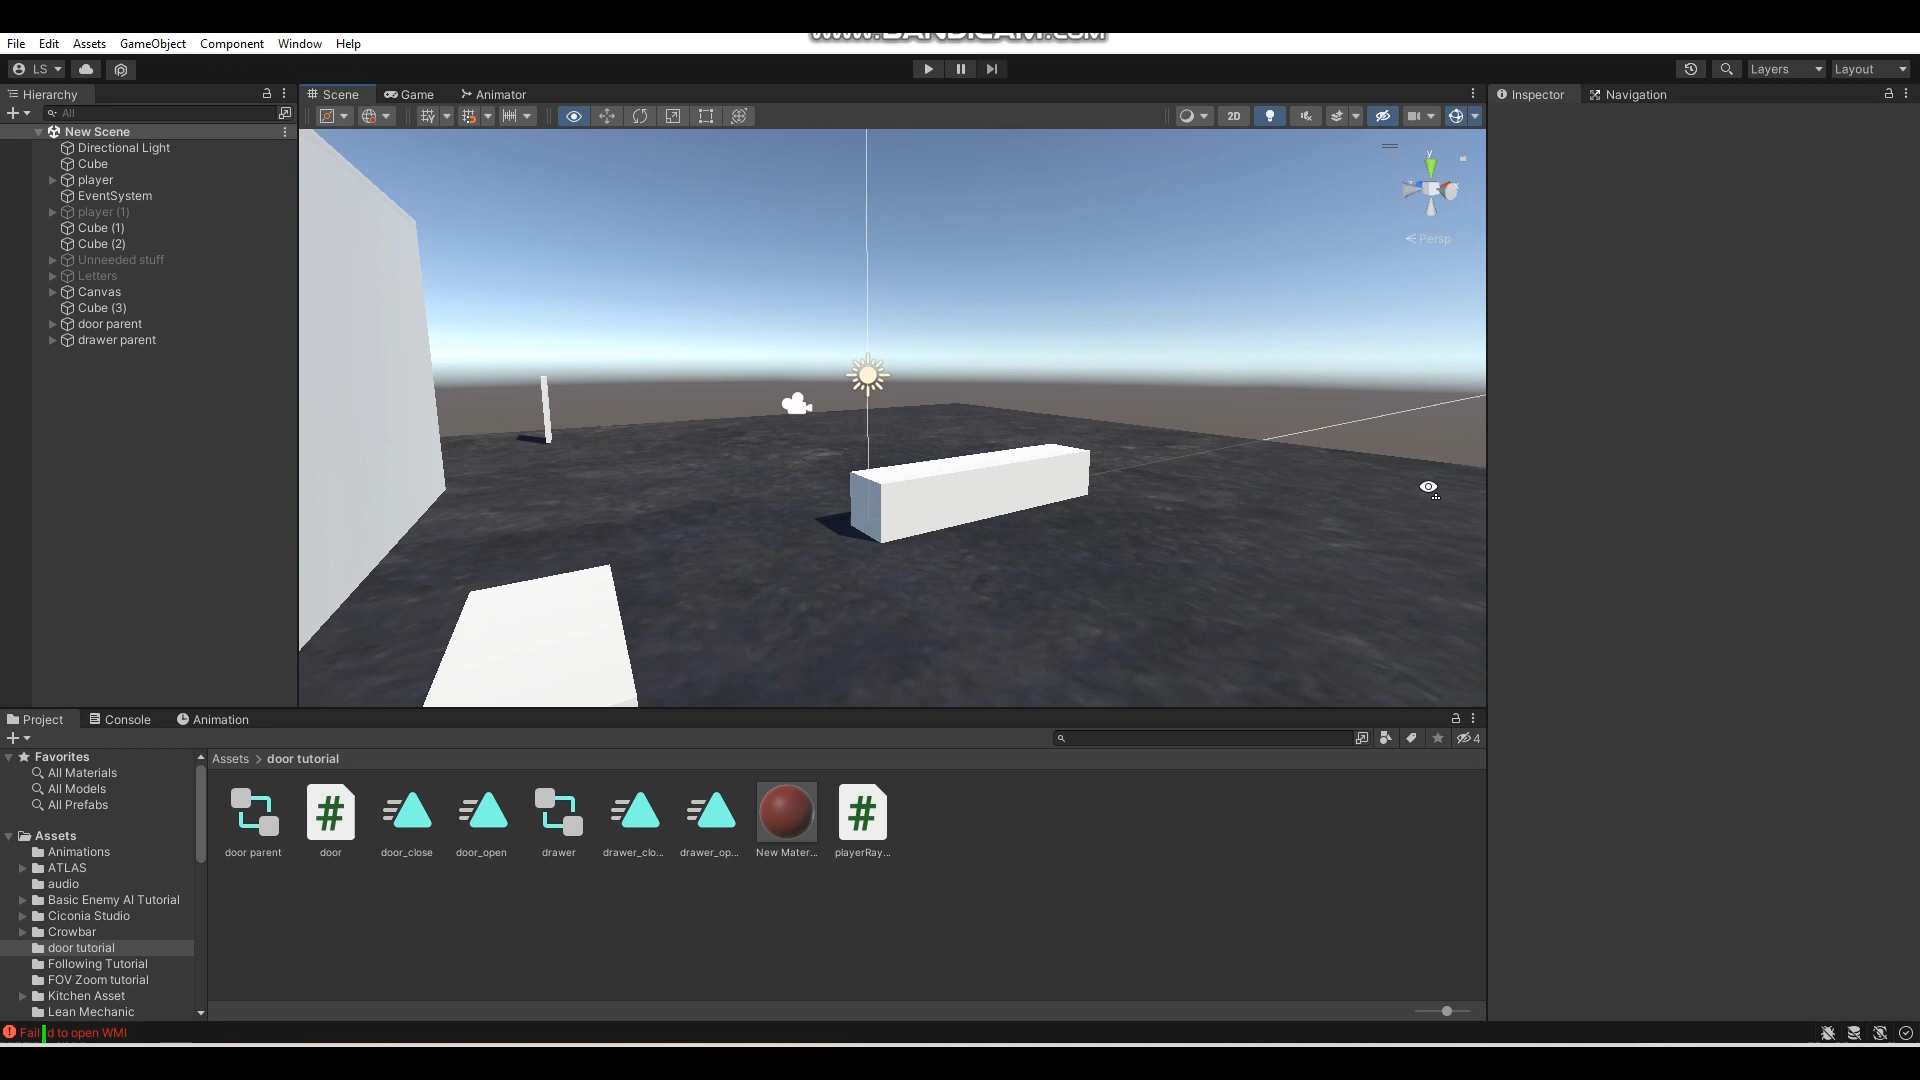 www.BANDICAM.com
File Edit Assets GameObject Component Window Help
LS Layers Layout
Hierarchy Scene Game Animator Inspector Navigation
All 2D
New Scene
Directional Light
Cube
player
EventSystem
player (1)
Cube (1)
Cube (2)
Unneeded stuff
Letters
Canvas
Cube (3)
door parent
drawer parent
y
x
Persp
Project Console Animation
4
Favorites
All Materials
All Models
All Prefabs
Assets
Animations
ATLAS
audio
Basic Enemy AI Tutorial
Ciconia Studio
Crowbar
door tutorial
Following Tutorial
FOV Zoom tutorial
Kitchen Asset
Lean Mechanic
Assets > door tutorial
door parent door door_close door_open drawer drawer_clo... drawer_op... New Mater... playerRay...
Failed to open WMI